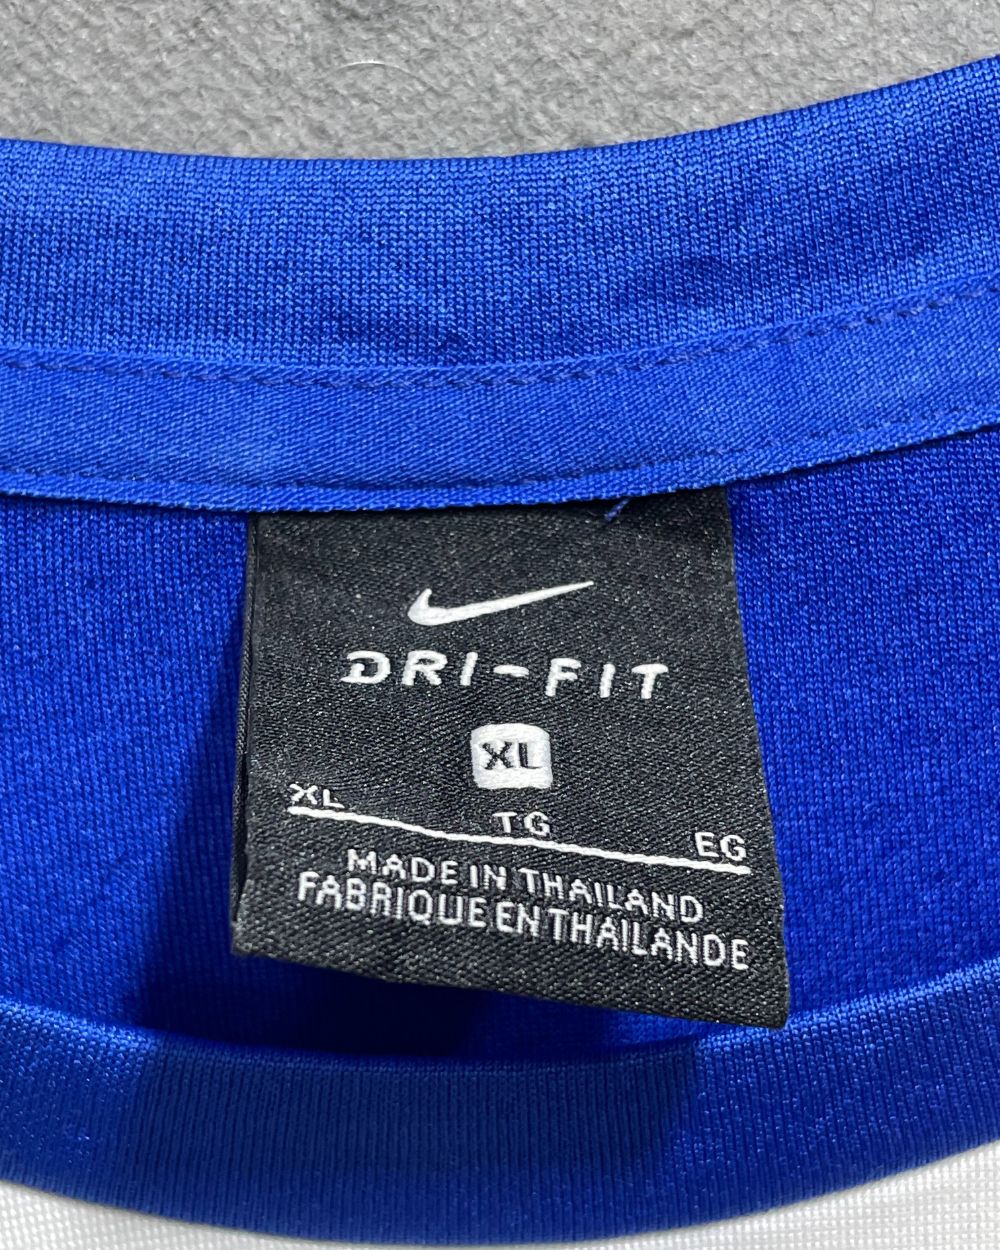 DRI-FIT
XL
XL TG EG
MADE IN THAILAND
FABRIQUE EN THAILANDE